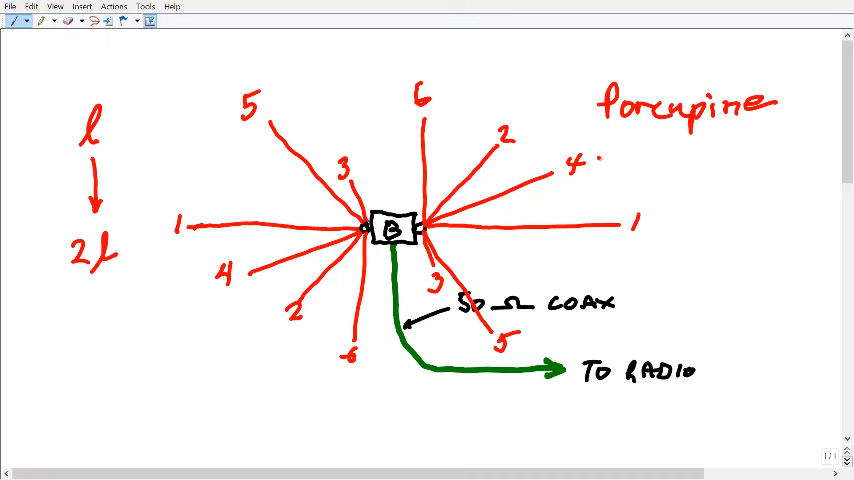 File Edit View Insert Actions Tools Help
5
6
Porcupine
l
2
3
4
1
B
1
2l
4
3
2
50 Ω COAX
6
5
TO RADIO
1/1